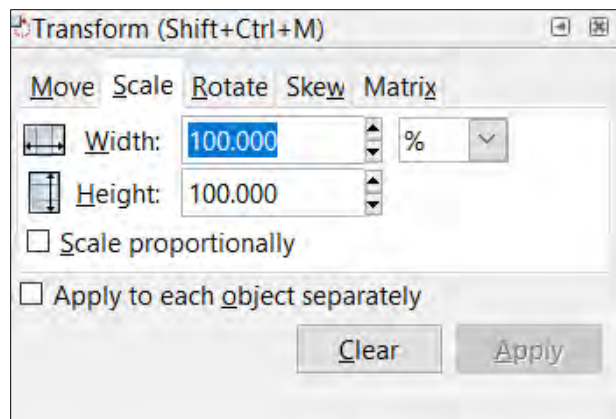 Transform (Shift+Ctrl+M)
Move Scale Rotate Skew Matrix
Width: 100.000 %
Height: 100.000
Scale proportionally
Apply to each object separately
Clear Apply